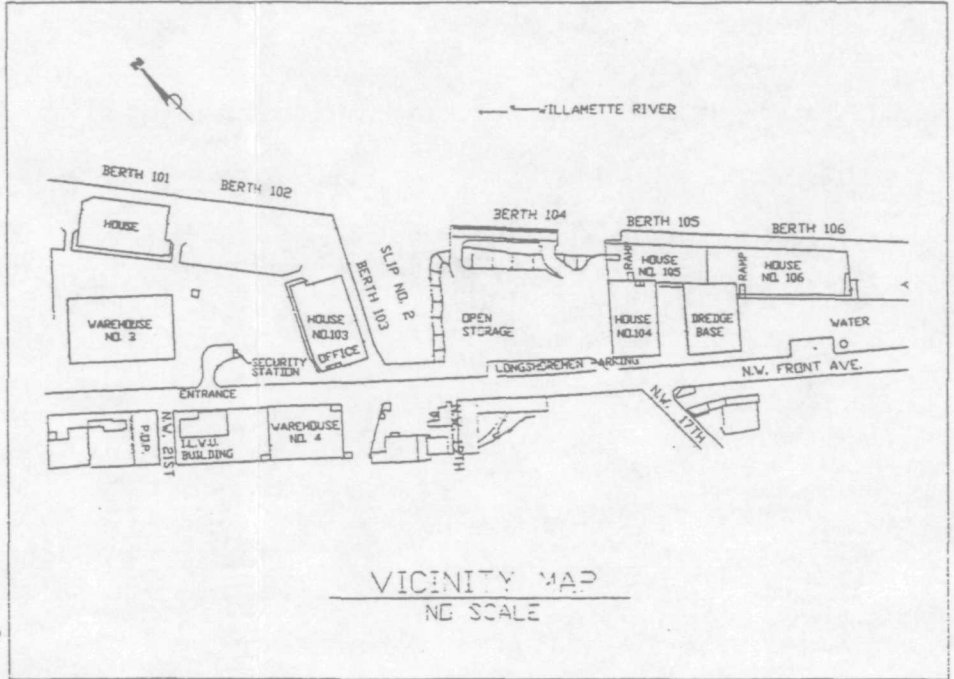 N
WILLAMETTE RIVER
BERTH 101
BERTH 102
BERTH 104
BERTH 105
BERTH 106
HOUSE
SLIP NO. 2
BERTH 103
RAMP
HOUSE
NO. 105
RAMP
HOUSE
NO. 106
WAREHOUSE
NO. 3
HOUSE
NO.103
OFFICE
OPEN
STORAGE
HOUSE
NO.104
DREDGE
BASE
WATER
SECURITY
STATION
LONGSHOREMEN PARKING
N.W. FRONT AVE.
ENTRANCE
N.W. 21ST
I.L.W.U.
BUILDING
WAREHOUSE
NO. 4
N.W. 19TH
N.W. 17TH
VICINITY MAP
NO SCALE